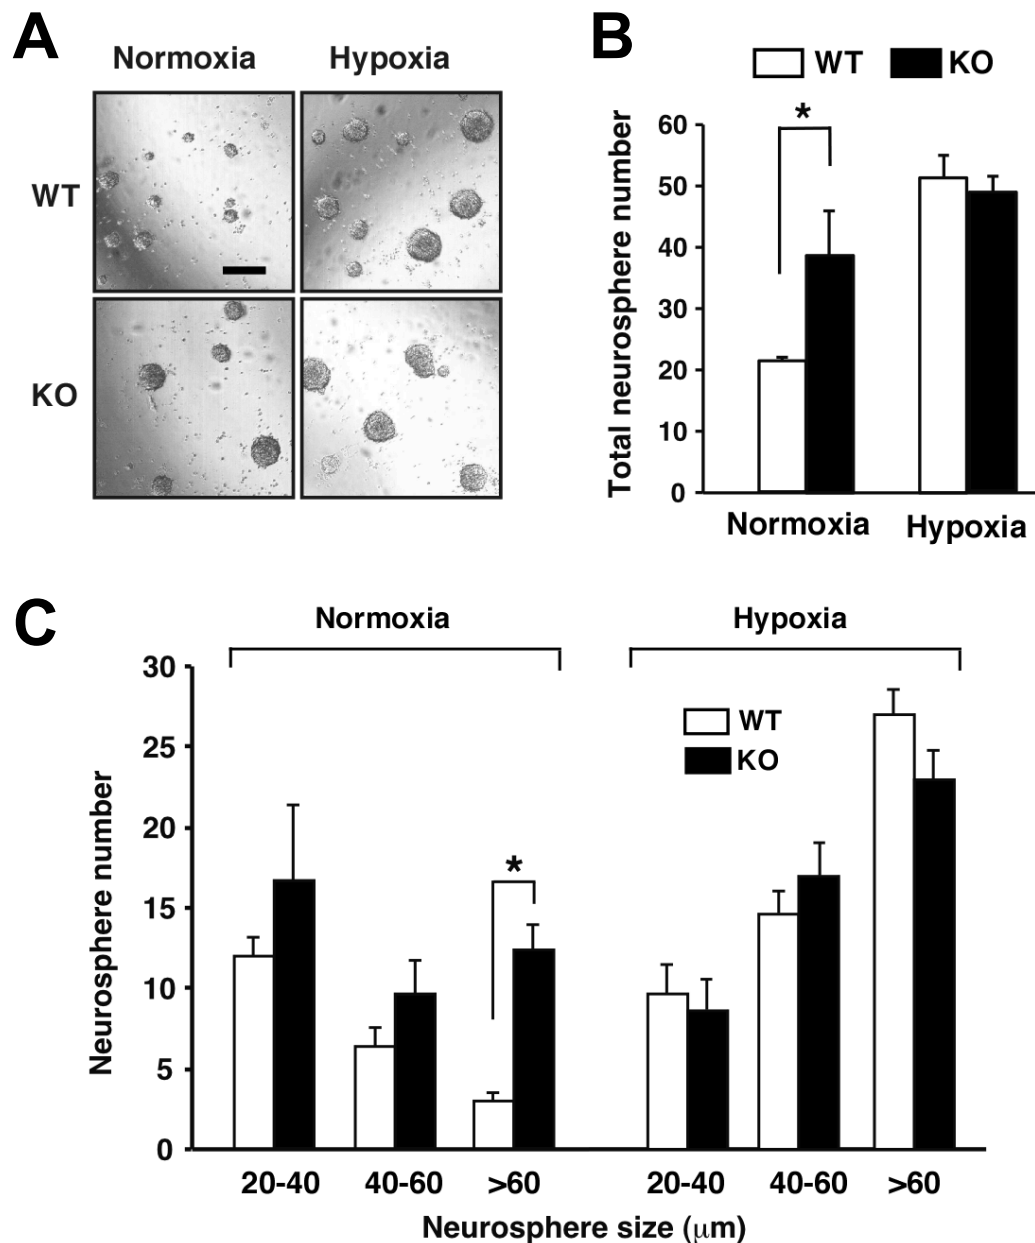 A
Normoxia Hypoxia
WT
KO
B
WT KO
*
Total neurosphere number
60
50
40
30
20
10
0
Normoxia Hypoxia
C
Normoxia Hypoxia
WT
KO
*
Neurosphere number
30
25
20
15
10
5
0
20-40 40-60 >60 20-40 40-60 >60
Neurosphere size (μm)